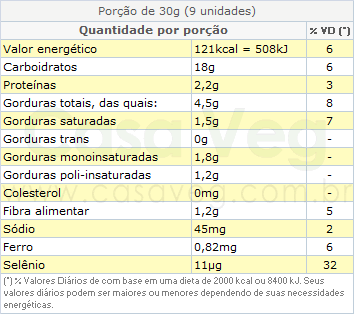 Porção de 30g (9 unidades)
Quantidade por porção % VD (*)
Valor energético 121kcal = 508kJ 6
Carboidratos 18g 6
Proteínas 2,2g 3
Gorduras totais, das quais: 4,5g 8
Gorduras saturadas 1,5g 7
Gorduras trans 0g -
Gorduras monoinsaturadas 1,8g -
Gorduras poli-insaturadas 1,2g -
Colesterol 0mg -
Fibra alimentar 1,2g 5
Sódio 45mg 2
Ferro 0,82mg 6
Selênio 11µg 32
(*) % Valores Diários de com base em uma dieta de 2000 kcal ou 8400 kJ. Seus
valores diários podem ser maiores ou menores dependendo de suas necessidades
energéticas.
Casa Veg
www.casaveg.com.br